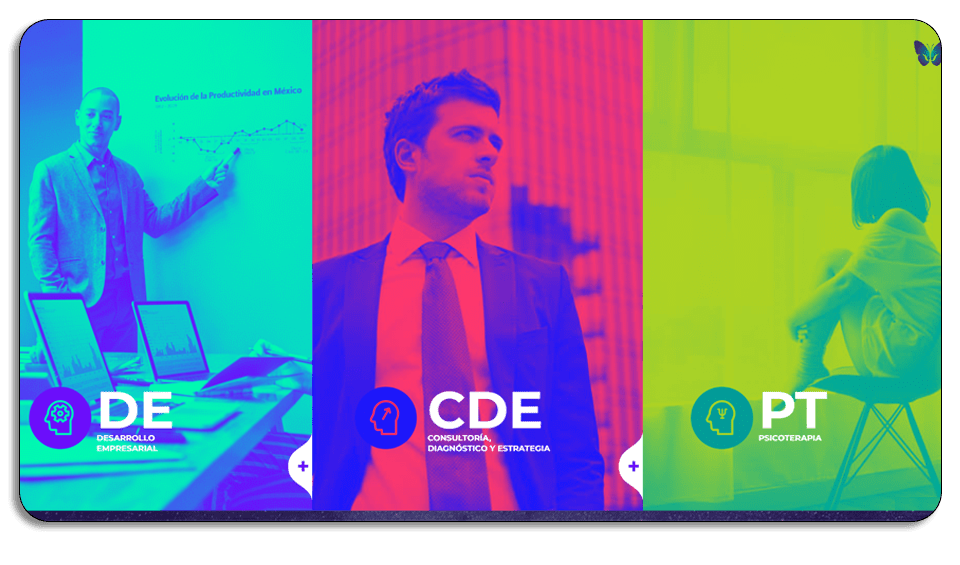 Evolución de la Productividad en México
DE
DESARROLLO
EMPRESARIAL
+
CDE
CONSULTORÍA,
DIAGNÓSTICO Y ESTRATEGIA
+
PT
PSICOTERAPIA